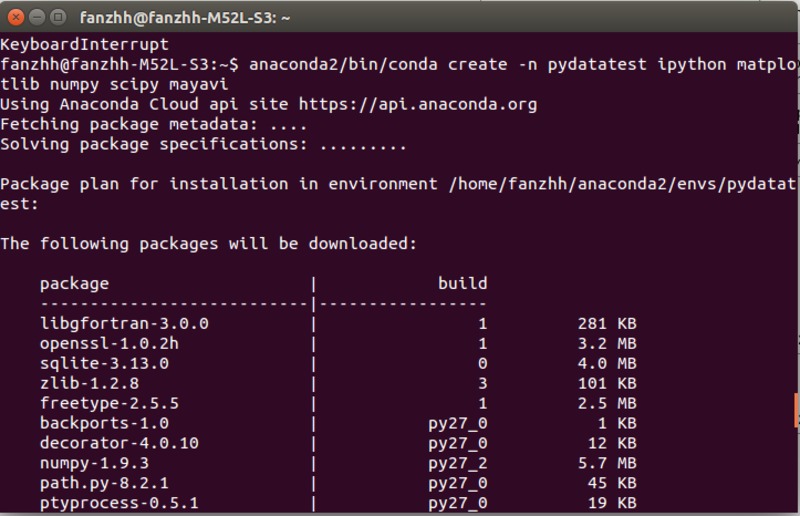 fanzhh@fanzhh-M52L-S3: ~
KeyboardInterrupt
fanzhh@fanzhh-M52L-S3:~$ anaconda2/bin/conda create -n pydatatest ipython matplo
tlib numpy scipy mayavi
Using Anaconda Cloud api site https://api.anaconda.org
Fetching package metadata: ....
Solving package specifications: .........
Package plan for installation in environment /home/fanzhh/anaconda2/envs/pydatat
est:
The following packages will be downloaded:
    package                    |            build
    ---------------------------|-----------------
    libgfortran-3.0.0          |                1         281 KB
    openssl-1.0.2h             |                1         3.2 MB
    sqlite-3.13.0              |                0         4.0 MB
    zlib-1.2.8                 |                3         101 KB
    freetype-2.5.5             |                1         2.5 MB
    backports-1.0              |           py27_0           1 KB
    decorator-4.0.10           |           py27_0          12 KB
    numpy-1.9.3                |           py27_2         5.7 MB
    path.py-8.2.1              |           py27_0          45 KB
    ptyprocess-0.5.1           |           py27_0          19 KB